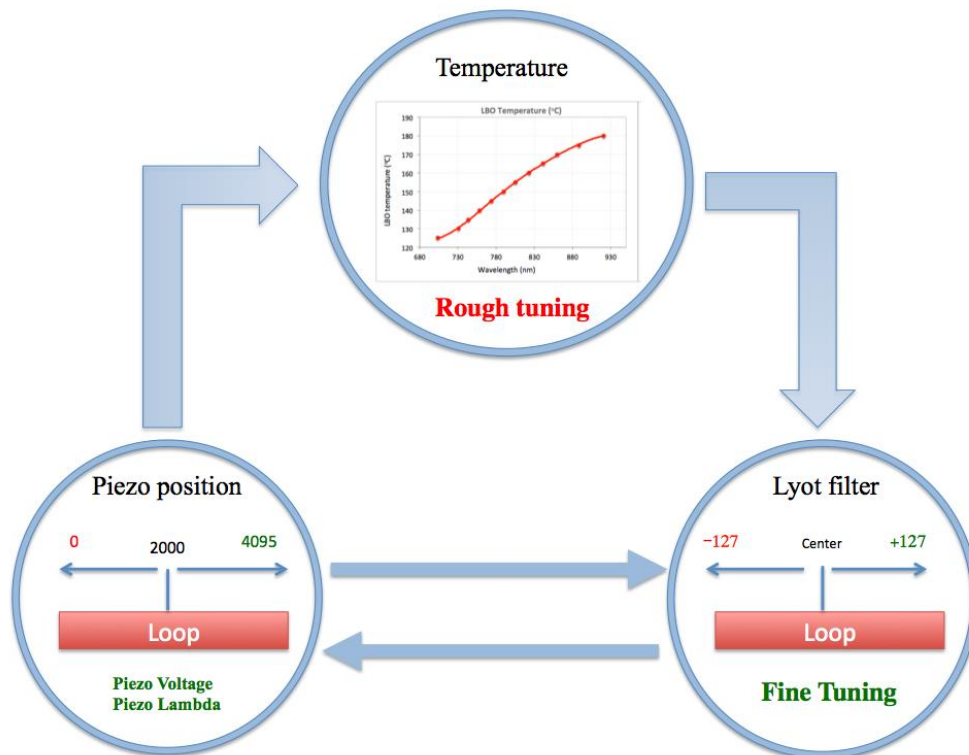 Temperature
LBO Temperature (°C)
LBO temperature (°C)
190
180
170
160
150
140
130
120
680 730 780 830 880 930
Wavelength (nm)
Rough tuning
Piezo position
0 2000 4095
Loop
Piezo Voltage
Piezo Lambda
Lyot filter
−127 Center +127
Loop
Fine Tuning